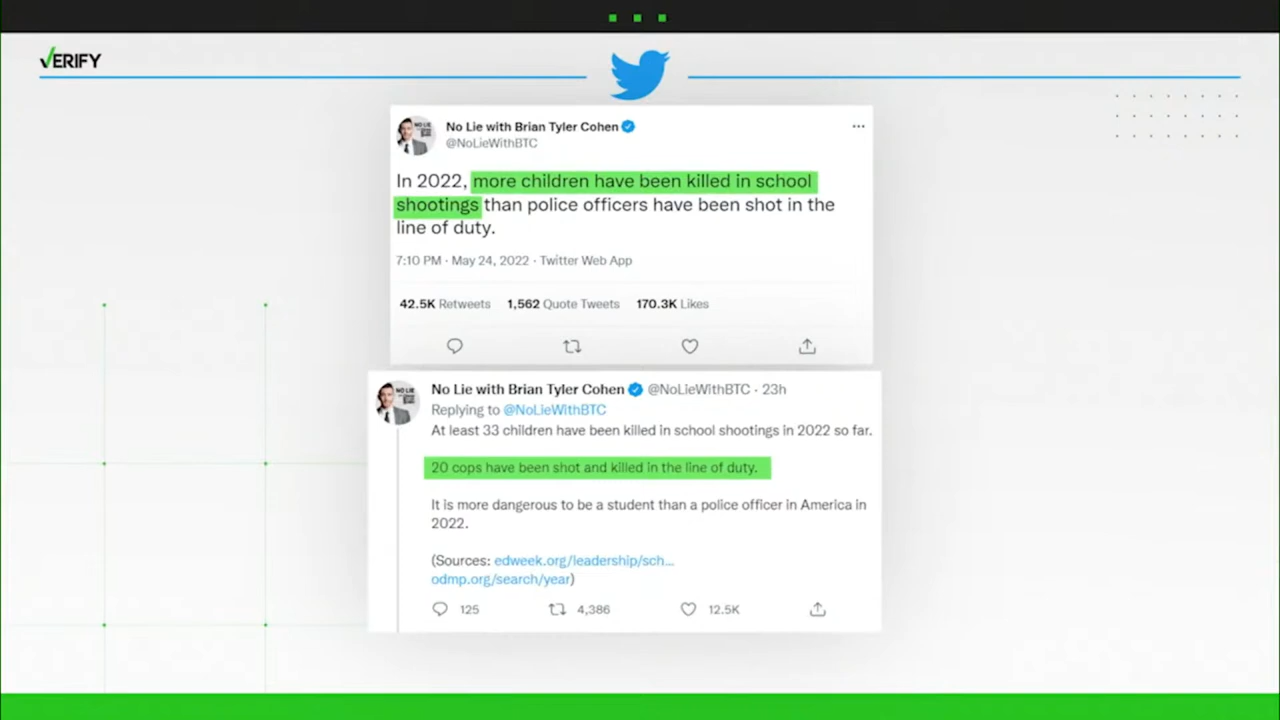 VERIFY
No Lie with Brian Tyler Cohen
@NoLieWithBTC
In 2022, more children have been killed in school
shootings than police officers have been shot in the
line of duty.
7:10 PM · May 24, 2022 · Twitter Web App
42.5K Retweets 1,562 Quote Tweets 170.3K Likes
No Lie with Brian Tyler Cohen @NoLieWithBTC · 23h
Replying to @NoLieWithBTC
At least 33 children have been killed in school shootings in 2022 so far.
20 cops have been shot and killed in the line of duty.
It is more dangerous to be a student than a police officer in America in
2022.
(Sources: edweek.org/leadership/sch...
odmp.org/search/year)
125 4,386 12.5K